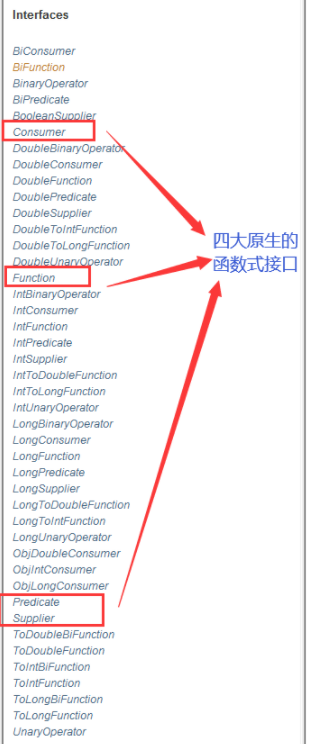 Interfaces
BiConsumer
BiFunction
BinaryOperator
BiPredicate
BooleanSupplier
Consumer
DoubleBinaryOperator
DoubleConsumer
DoubleFunction
DoublePredicate
DoubleSupplier
DoubleToIntFunction
DoubleToLongFunction
DoubleUnaryOperator
Function
IntBinaryOperator
IntConsumer
IntFunction
IntPredicate
IntSupplier
IntToDoubleFunction
IntToLongFunction
IntUnaryOperator
LongBinaryOperator
LongConsumer
LongFunction
LongPredicate
LongSupplier
LongToDoubleFunction
LongToIntFunction
LongUnaryOperator
ObjDoubleConsumer
ObjIntConsumer
ObjLongConsumer
Predicate
Supplier
ToDoubleBiFunction
ToDoubleFunction
ToIntBiFunction
ToIntFunction
ToLongBiFunction
ToLongFunction
UnaryOperator
四大原生的
函数式接口